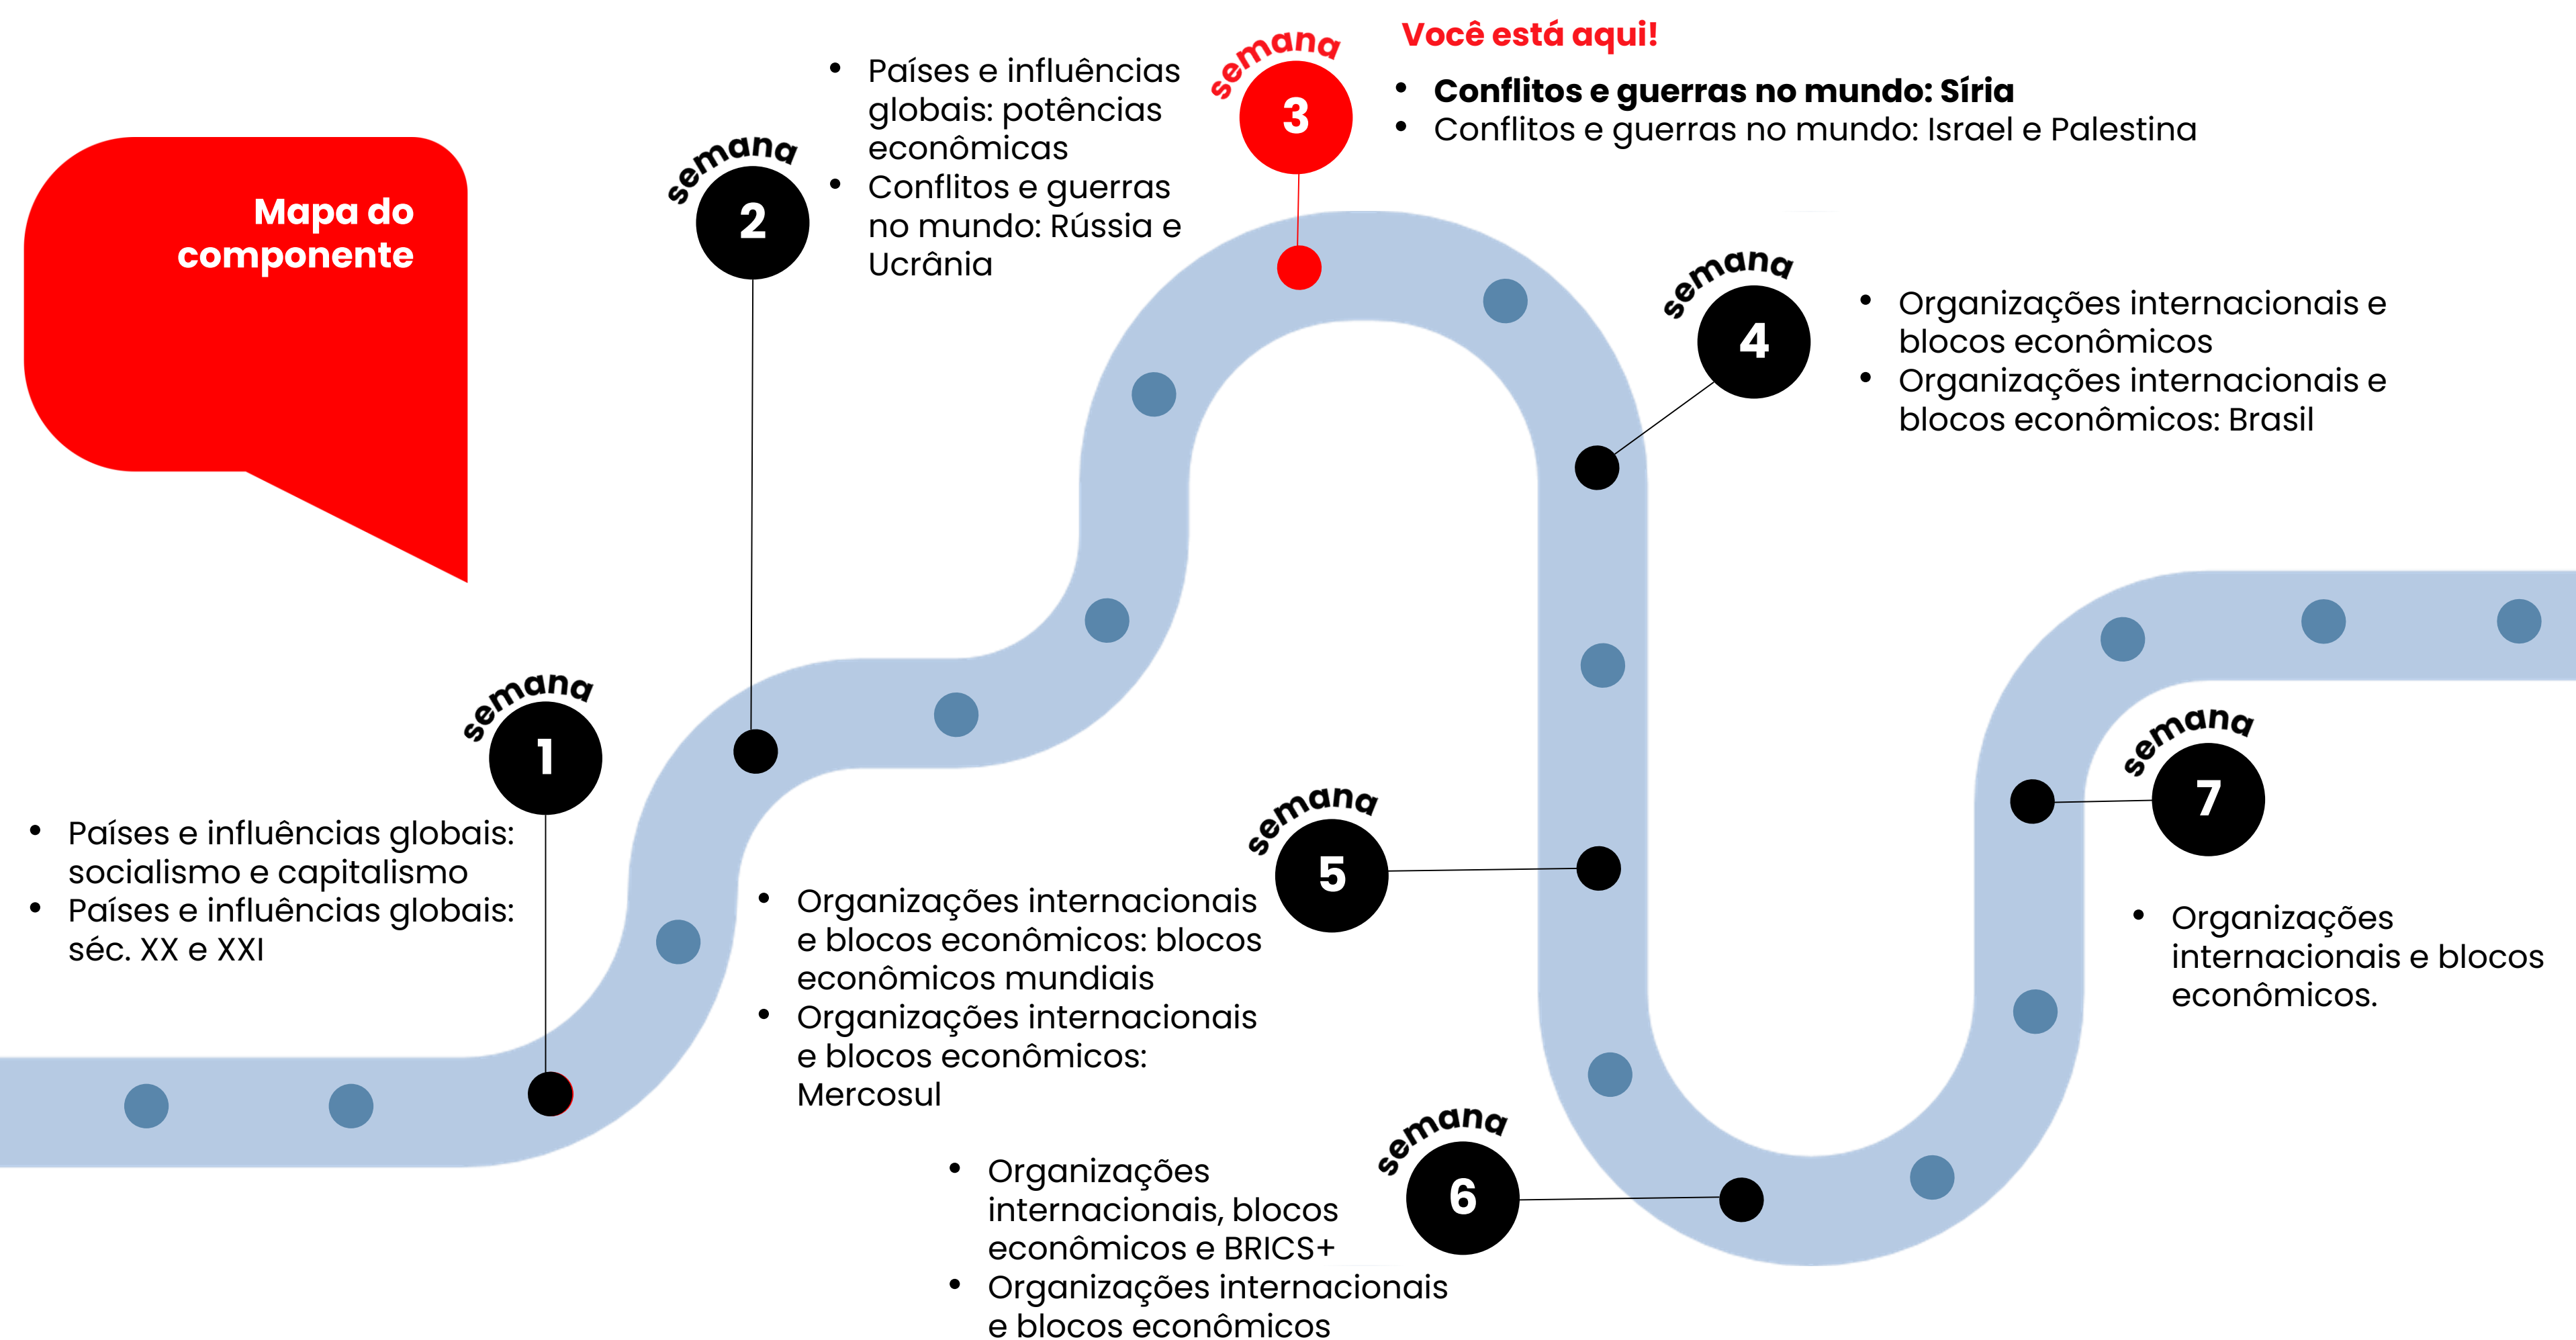 Mapa do
componente
semana
1
• Países e influências globais:
socialismo e capitalismo
• Países e influências globais:
séc. XX e XXI
semana
2
• Países e influências
globais: potências
econômicas
• Conflitos e guerras
no mundo: Rússia e
Ucrânia
semana
3
Você está aqui!
• Conflitos e guerras no mundo: Síria
• Conflitos e guerras no mundo: Israel e Palestina
semana
4
• Organizações internacionais e
blocos econômicos
• Organizações internacionais e
blocos econômicos: Brasil
semana
5
• Organizações internacionais
e blocos econômicos: blocos
econômicos mundiais
• Organizações internacionais
e blocos econômicos:
Mercosul
semana
6
• Organizações
internacionais, blocos
econômicos e BRICS+
• Organizações internacionais
e blocos econômicos
semana
7
• Organizações
internacionais e blocos
econômicos.